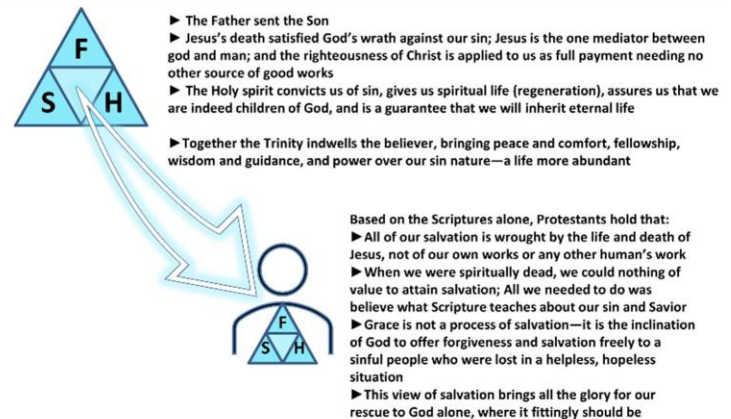 F
S H
► The Father sent the Son
► Jesus's death satisfied God's wrath against our sin; Jesus is the one mediator between
god and man; and the righteousness of Christ is applied to us as full payment needing no
other source of good works
► The Holy spirit convicts us of sin, gives us spiritual life (regeneration), assures us that we
are indeed children of God, and is a guarantee that we will inherit eternal life
►Together the Trinity indwells the believer, bringing peace and comfort, fellowship,
wisdom and guidance, and power over our sin nature—a life more abundant
F
S H
Based on the Scriptures alone, Protestants hold that:
►All of our salvation is wrought by the life and death of
Jesus, not of our own works or any other human's work
►When we were spiritually dead, we could nothing of
value to attain salvation; All we needed to do was
believe what Scripture teaches about our sin and Savior
►Grace is not a process of salvation—it is the inclination
of God to offer forgiveness and salvation freely to a
sinful people who were lost in a helpless, hopeless
situation
►This view of salvation brings all the glory for our
rescue to God alone, where it fittingly should be